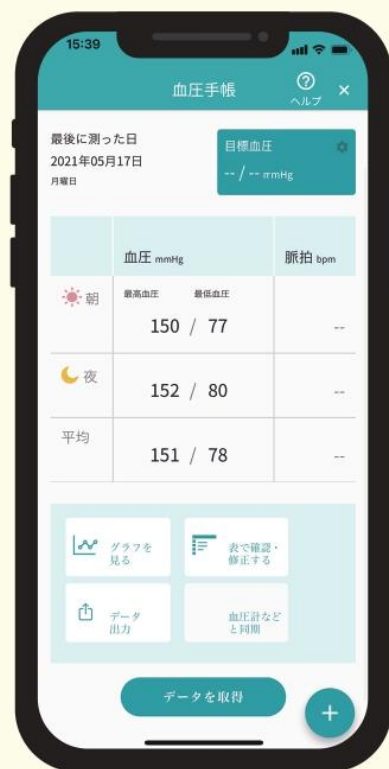 15:39
血圧手帳
ヘルプ
×
最後に測った日
2021年05月17日
月曜日
目標血圧
-- / -- mmHg
血圧 mmHg
脈拍 bpm
朝
最高血圧 最低血圧
150 / 77
--
夜
152 / 80
--
平均
151 / 78
--
グラフを
見る
表で確認・
修正する
データ
出力
血圧計など
と同期
データを取得
+